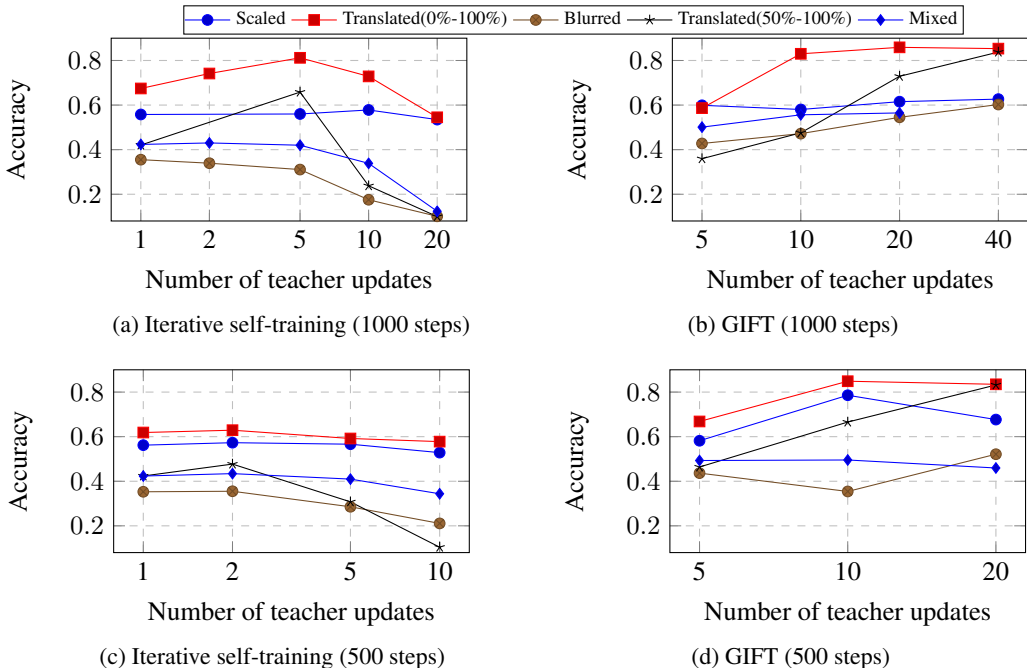 Scaled Translated(0%-100%) Blurred Translated(50%-100%) Mixed
0.8
0.6
0.4
0.2
Accuracy
1 2 5 10 20
Number of teacher updates
(a) Iterative self-training (1000 steps)
0.8
0.6
0.4
0.2
Accuracy
5 10 20 40
Number of teacher updates
(b) GIFT (1000 steps)
0.8
0.6
0.4
0.2
Accuracy
1 2 5 10
Number of teacher updates
(c) Iterative self-training (500 steps)
0.8
0.6
0.4
0.2
Accuracy
5 10 20
Number of teacher updates
(d) GIFT (500 steps)